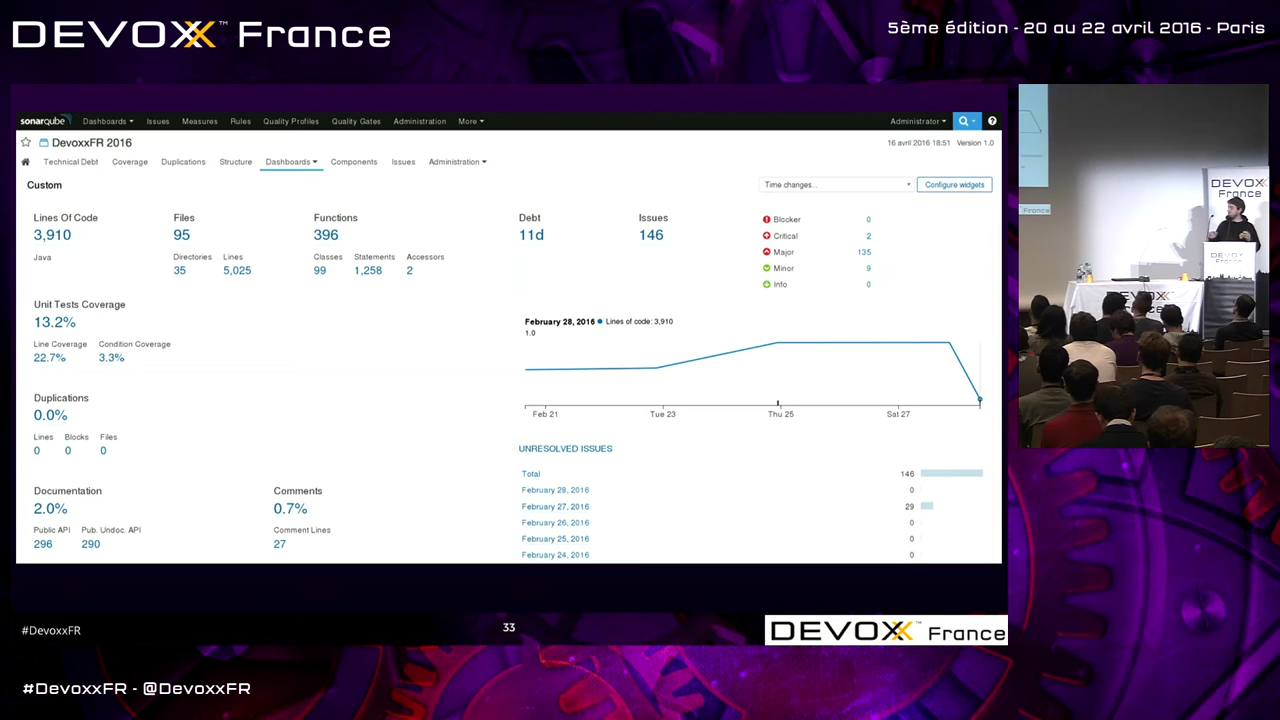 DEVOXX™ France
5ème édition - 20 au 22 avril 2016 - Paris
sonarqube Dashboards Issues Measures Rules Quality Profiles Quality Gates Administration More Administrator
DevoxxFR 2016
16 avril 2016 18:51 Version 1.0
Technical Debt Coverage Duplications Structure Dashboards Components Issues Administration
Custom
Time changes... Configure widgets
Lines Of Code Files Functions Debt Issues
3,910 95 396 11d 146
Java
Directories Lines Classes Statements Accessors
35 5,025 99 1,258 2
Blocker 0
Critical 2
Major 135
Minor 9
Info 0
Unit Tests Coverage
13.2%
Line Coverage Condition Coverage
22.7% 3.3%
February 28, 2016 Lines of code: 3,910
1.0
Feb 21 Tue 23 Thu 25 Sat 27
Duplications
0.0%
Lines Blocks Files
0 0 0
UNRESOLVED ISSUES
Total 146
February 28, 2016 0
February 27, 2016 29
February 26, 2016 0
February 25, 2016 0
February 24, 2016 0
Documentation Comments
2.0% 0.7%
Public API Pub. Undoc. API Comment Lines
296 290 27
#DevoxxFR
33
DEVOXX France
#DevoxxFR - @DevoxxFR
France
DEVOXX
France
DEVOXX
France
DEVOXX